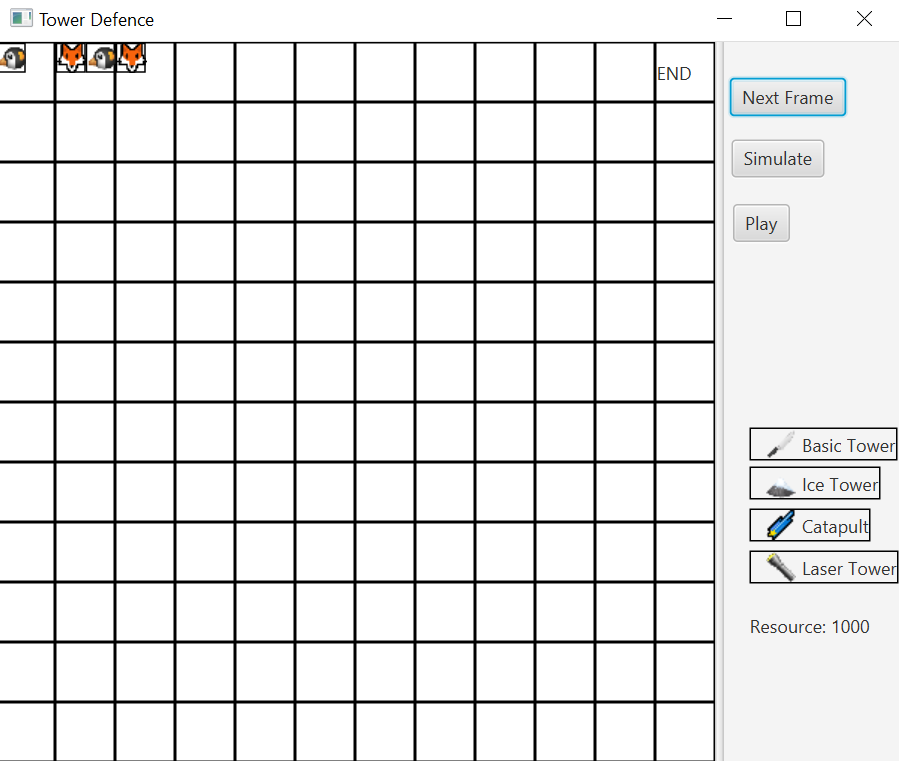 Tower Defence
END
Next Frame
Simulate
Play
Basic Tower
Ice Tower
Catapult
Laser Tower
Resource: 1000